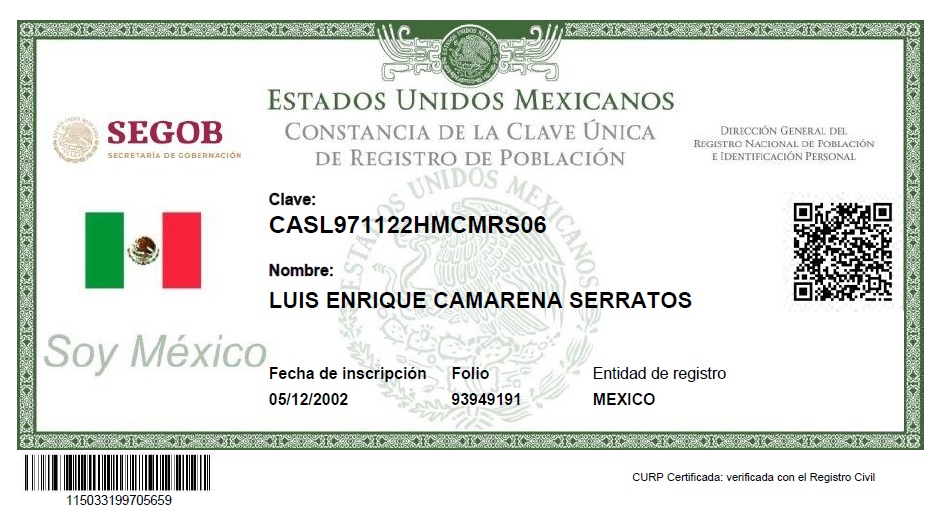 ESTADOS UNIDOS MEXICANOS
CONSTANCIA DE LA CLAVE ÚNICA
DE REGISTRO DE POBLACIÓN
SEGOB
SECRETARÍA DE GOBERNACIÓN
DIRECCIÓN GENERAL DEL
REGISTRO NACIONAL DE POBLACIÓN
E IDENTIFICACIÓN PERSONAL
ESTADOS UNIDOS MEXICANOS
Clave:
CASL971122HMCMRS06
Nombre:
LUIS ENRIQUE CAMARENA SERRATOS
Soy México
Fecha de inscripción Folio Entidad de registro
05/12/2002 93949191 MEXICO
115033199705659
CURP Certificada: verificada con el Registro Civil